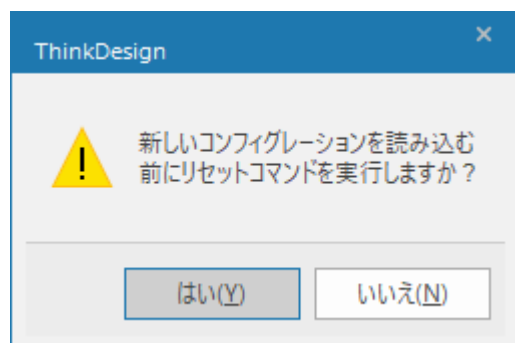 ThinkDesign
新しいコンフィグレーションを読み込む
前にリセットコマンドを実行しますか？
はい(Y)
いいえ(N)